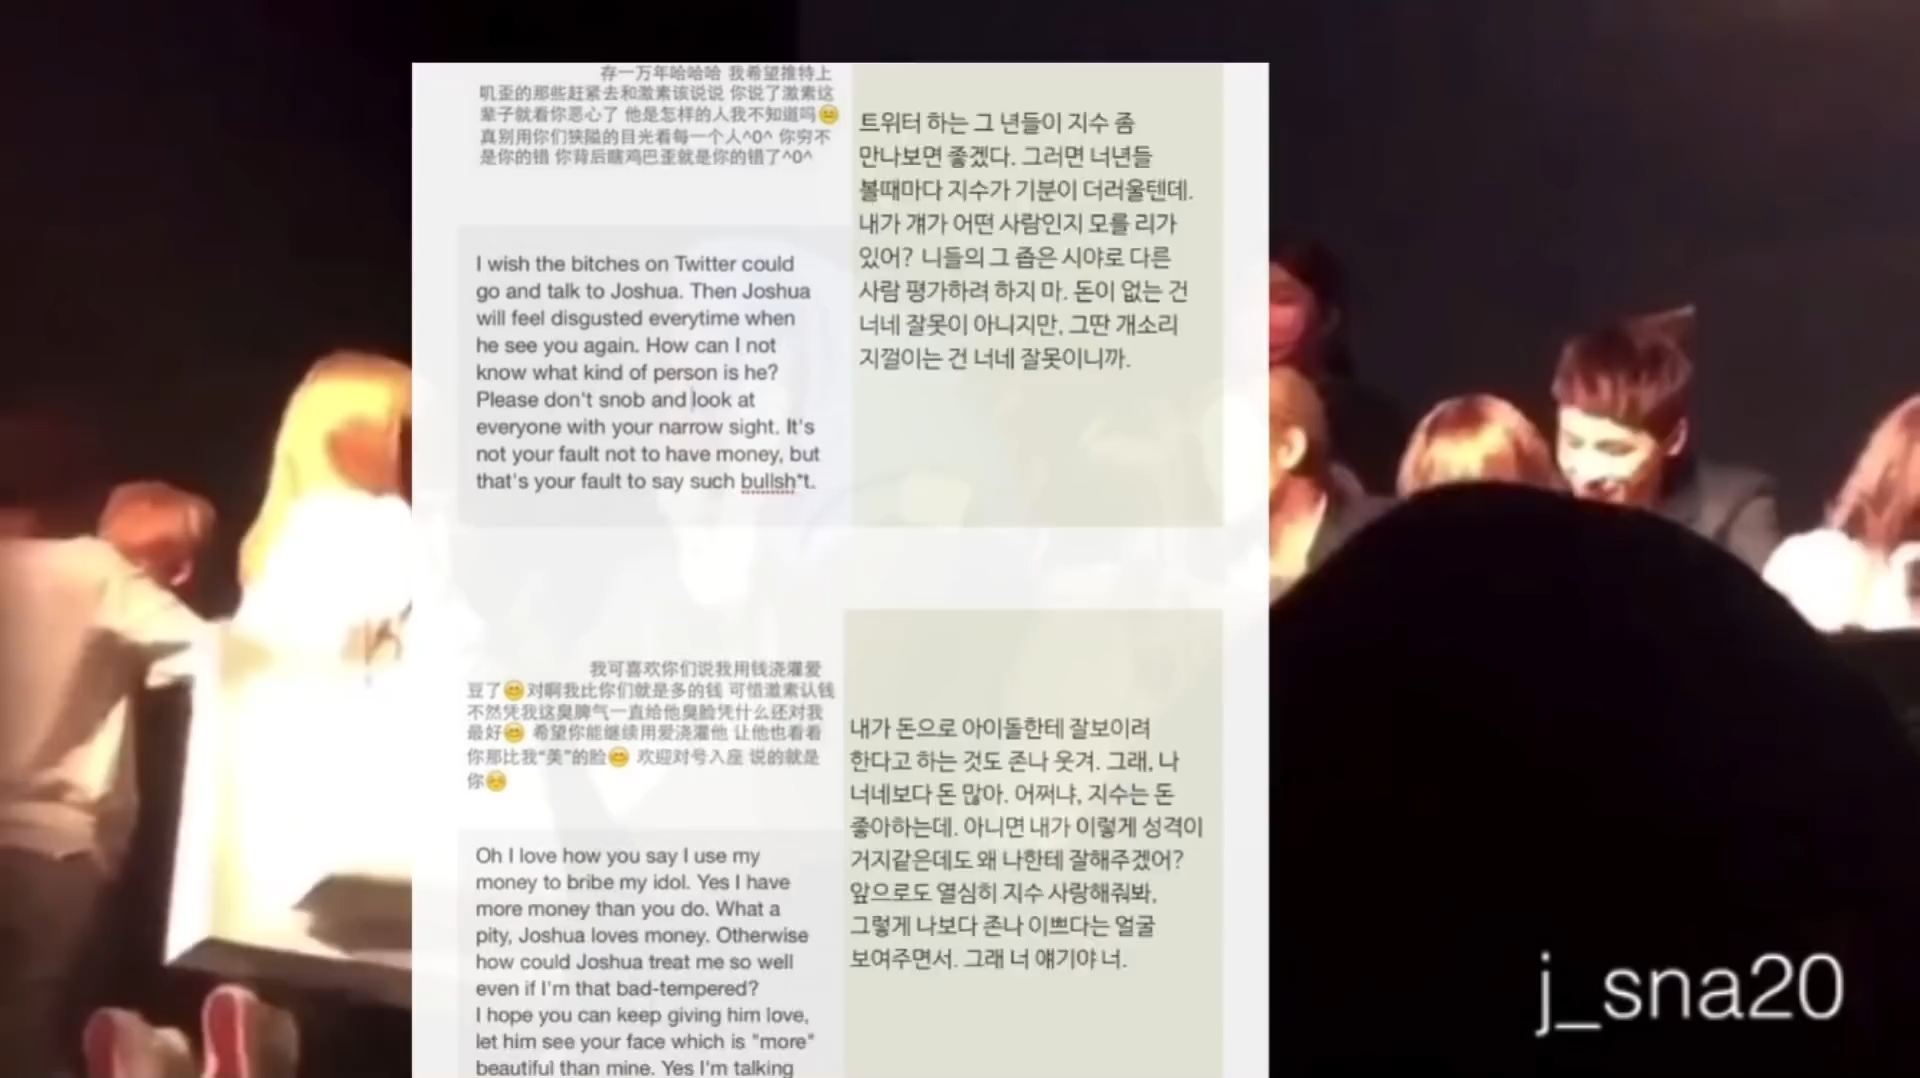 存一万年哈哈哈 我希望推特上
叽歪的那些赶紧去和激素该说说 你说了激素这
辈子就看你恶心了 他是怎样的人我不知道吗😊
真别用你们狭隘的目光看每一个人^0^ 你穷不
是你的错 你背后瞎鸡巴歪就是你的错了^0^
I wish the bitches on Twitter could
go and talk to Joshua. Then Joshua
will feel disgusted everytime when
he see you again. How can I not
know what kind of person is he?
Please don't snob and look at
everyone with your narrow sight. It's
not your fault not to have money, but
that's your fault to say such bullsh*t.
트위터 하는 그 년들이 지수 좀
만나보면 좋겠다. 그러면 너년들
볼때마다 지수가 기분이 더러울텐데.
내가 걔가 어떤 사람인지 모를 리가
있어? 니들의 그 좁은 시야로 다른
사람 평가하려 하지 마. 돈이 없는 건
너네 잘못이 아니지만, 그딴 개소리
지껄이는 건 너네 잘못이니까.
我可喜欢你们说我用钱浇灌爱
豆了😊对啊我比你们就是多的钱 可惜激素认钱
不然凭我这臭脾气一直给他臭脸凭什么还对我
最好😊 希望你能继续用爱浇灌他 让他也看看
你那比我“美”的脸😊 欢迎对号入座 说的就是
你😊
Oh I love how you say I use my
money to bribe my idol. Yes I have
more money than you do. What a
pity, Joshua loves money. Otherwise
how could Joshua treat me so well
even if I'm that bad-tempered?
I hope you can keep giving him love,
let him see your face which is "more"
beautiful than mine. Yes I'm talking
내가 돈으로 아이돌한테 잘보이려
한다고 하는 것도 존나 웃겨. 그래, 나
너네보다 돈 많아. 어쩌냐, 지수는 돈
좋아하는데. 아니면 내가 이렇게 성격이
거지같은데도 왜 나한테 잘해주겠어?
앞으로도 열심히 지수 사랑해줘봐,
그렇게 나보다 존나 이쁘다는 얼굴
보여주면서. 그래 너 얘기야 너.
j_sna20